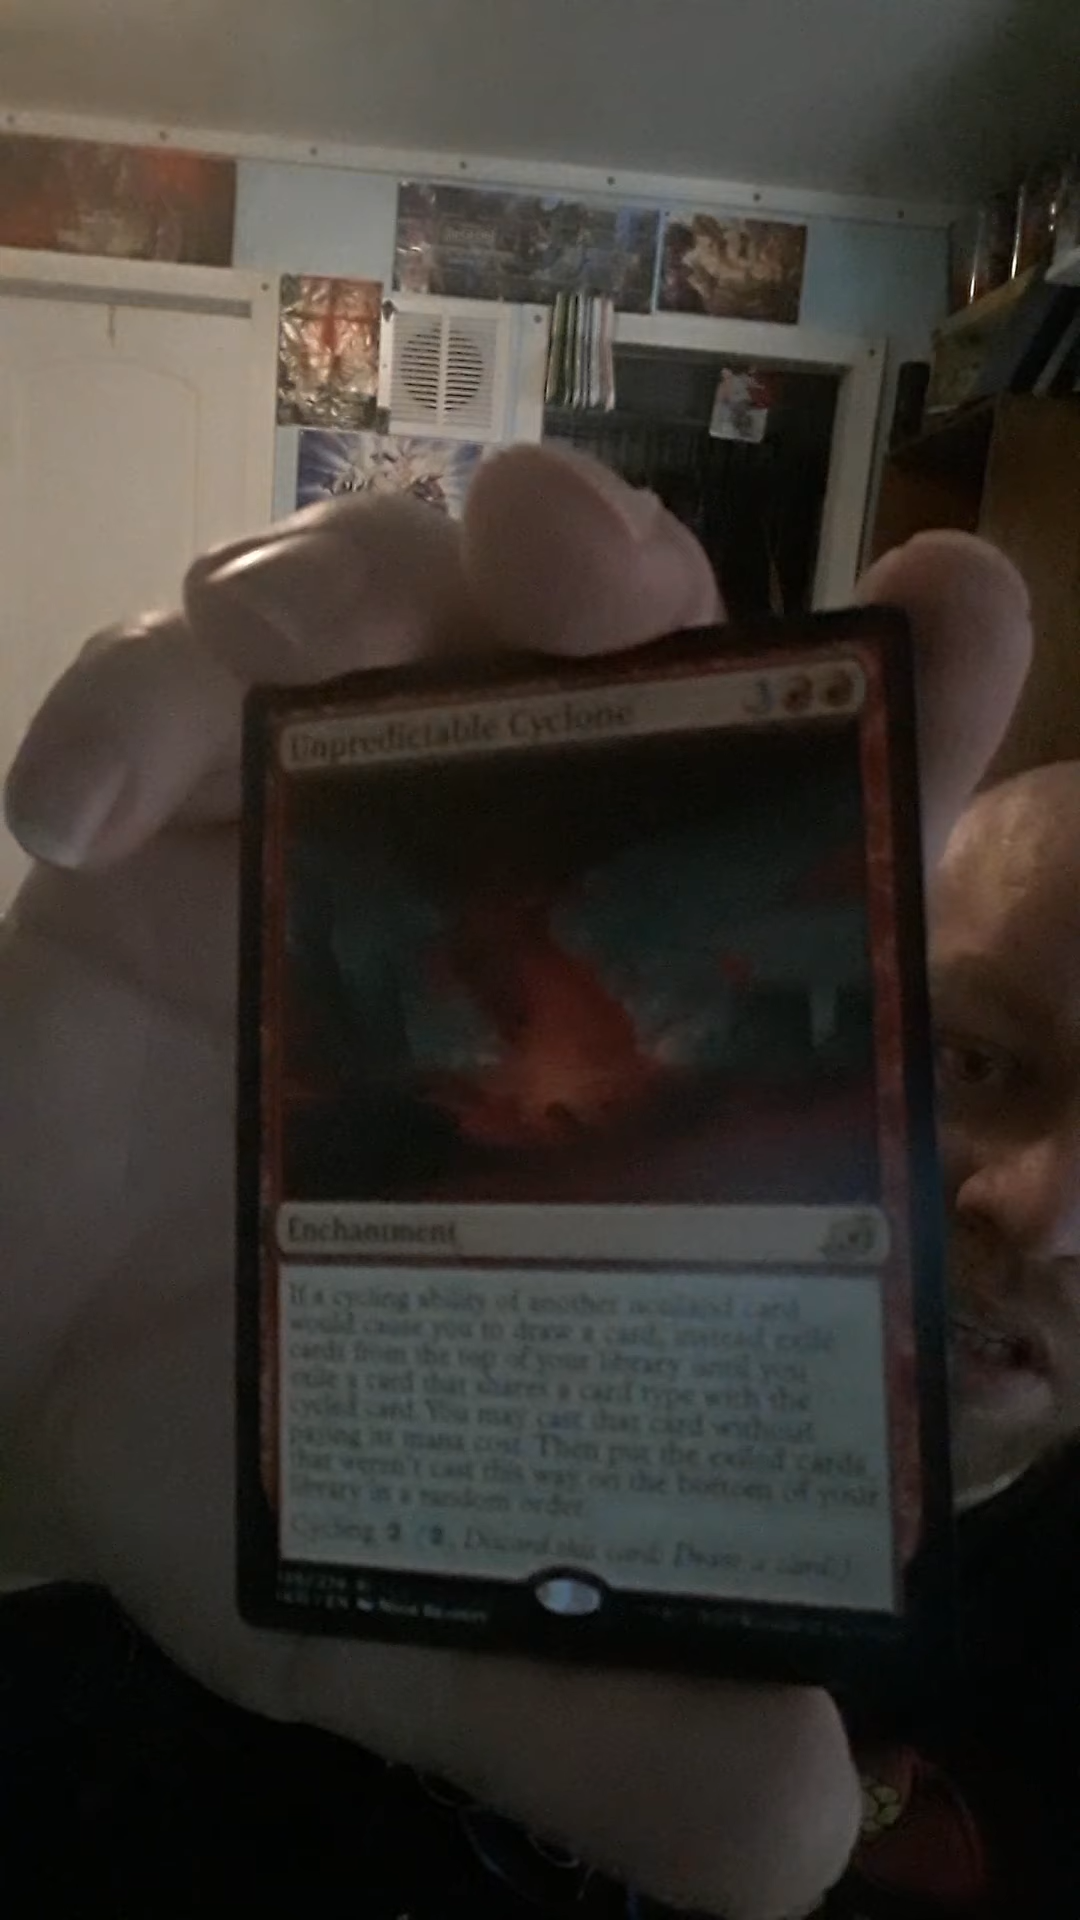 Unpredictable Cyclone 3
Enchantment
If a cycling ability of another nonland card
would cause you to draw a card, instead exile
cards from the top of your library until you
exile a card that shares a card type with the
cycled card. You may cast that card without
paying its mana cost. Then put the exiled cards
that weren't cast this way on the bottom of your
library in a random order.
Cycling 2 (2, Discard this card: Draw a card.)